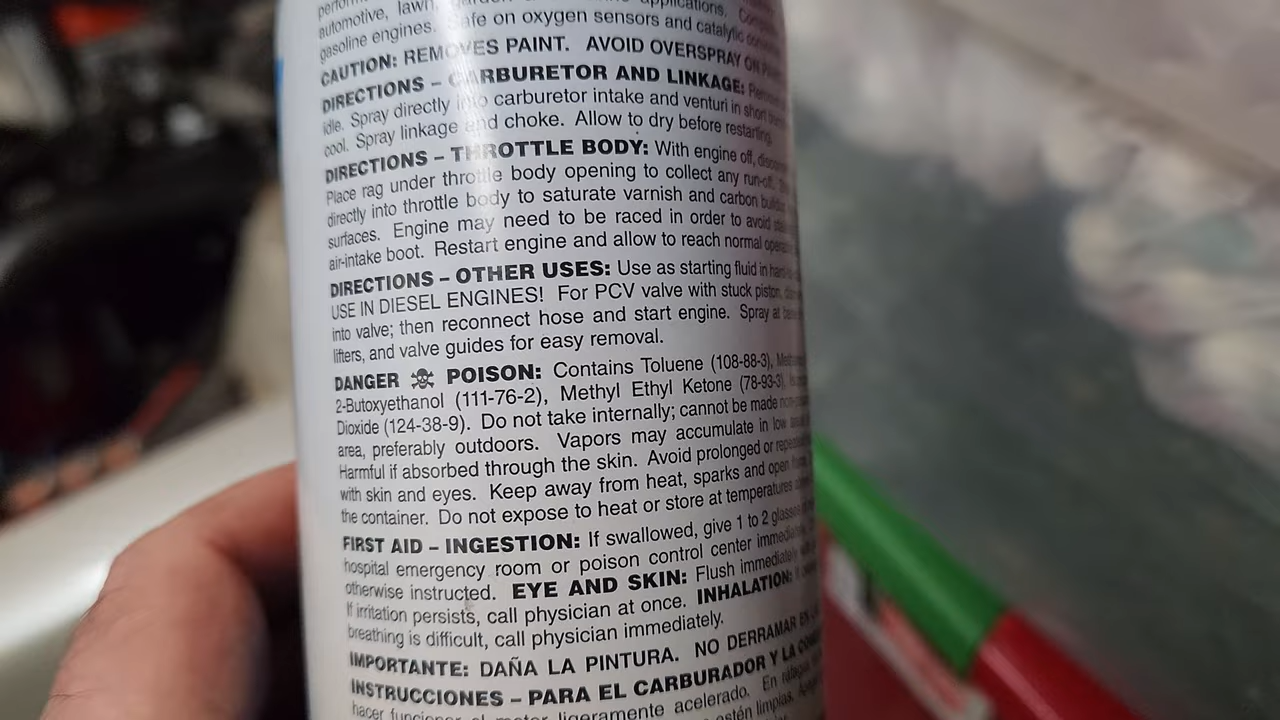 automotive, lawn, applications.
gasoline engines. Safe on oxygen sensors and catalytic
CAUTION: REMOVES PAINT. AVOID OVERSPRAY ON
DIRECTIONS – CARBURETOR AND LINKAGE:
idle. Spray directly into carburetor intake and venturi in short
cool. Spray linkage and choke. Allow to dry before restarting.
DIRECTIONS – THROTTLE BODY: With engine off,
Place rag under throttle body opening to collect any run-off.
directly into throttle body to saturate varnish and carbon
surfaces. Engine may need to be raced in order to avoid
air-intake boot. Restart engine and allow to reach normal
DIRECTIONS – OTHER USES: Use as starting fluid in
USE IN DIESEL ENGINES! For PCV valve with stuck piston,
into valve; then reconnect hose and start engine. Spray at
lifters, and valve guides for easy removal.
DANGER ☠ POISON: Contains Toluene (108-88-3),
2-Butoxyethanol (111-76-2), Methyl Ethyl Ketone (78-93-3),
Dioxide (124-38-9). Do not take internally; cannot be made
area, preferably outdoors. Vapors may accumulate in low
Harmful if absorbed through the skin. Avoid prolonged or
with skin and eyes. Keep away from heat, sparks and open
the container. Do not expose to heat or store at temperatures
FIRST AID – INGESTION: If swallowed, give 1 to 2 glasses
hospital emergency room or poison control center
otherwise instructed. EYE AND SKIN: Flush immediately
If irritation persists, call physician at once. INHALATION:
breathing is difficult, call physician immediately.
IMPORTANTE: DAÑA LA PINTURA. NO DERRAMAR
INSTRUCCIONES – PARA EL CARBURADOR Y LA
hacer funcionar el motor ligeramente acelerado. En
estén limpias.